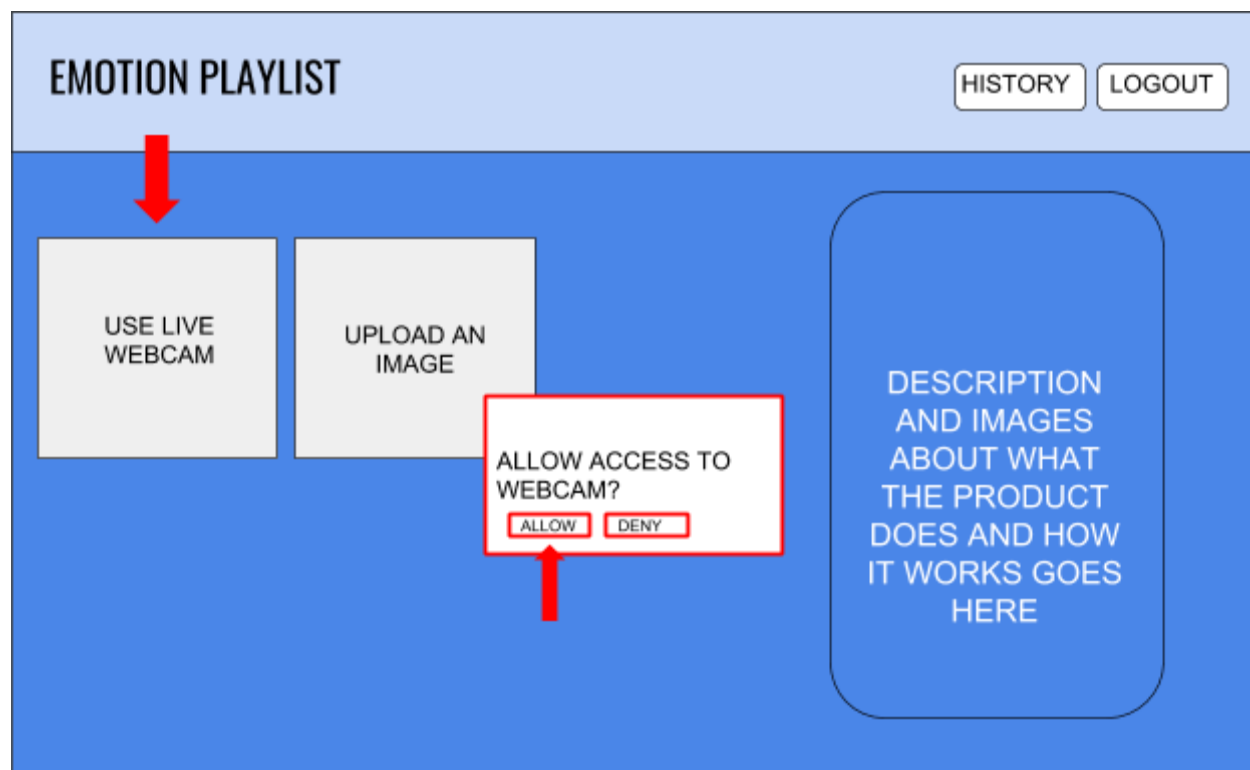 EMOTION PLAYLIST
HISTORY
LOGOUT
USE LIVE
WEBCAM
UPLOAD AN
IMAGE
ALLOW ACCESS TO
WEBCAM?
ALLOW
DENY
DESCRIPTION
AND IMAGES
ABOUT WHAT
THE PRODUCT
DOES AND HOW
IT WORKS GOES
HERE